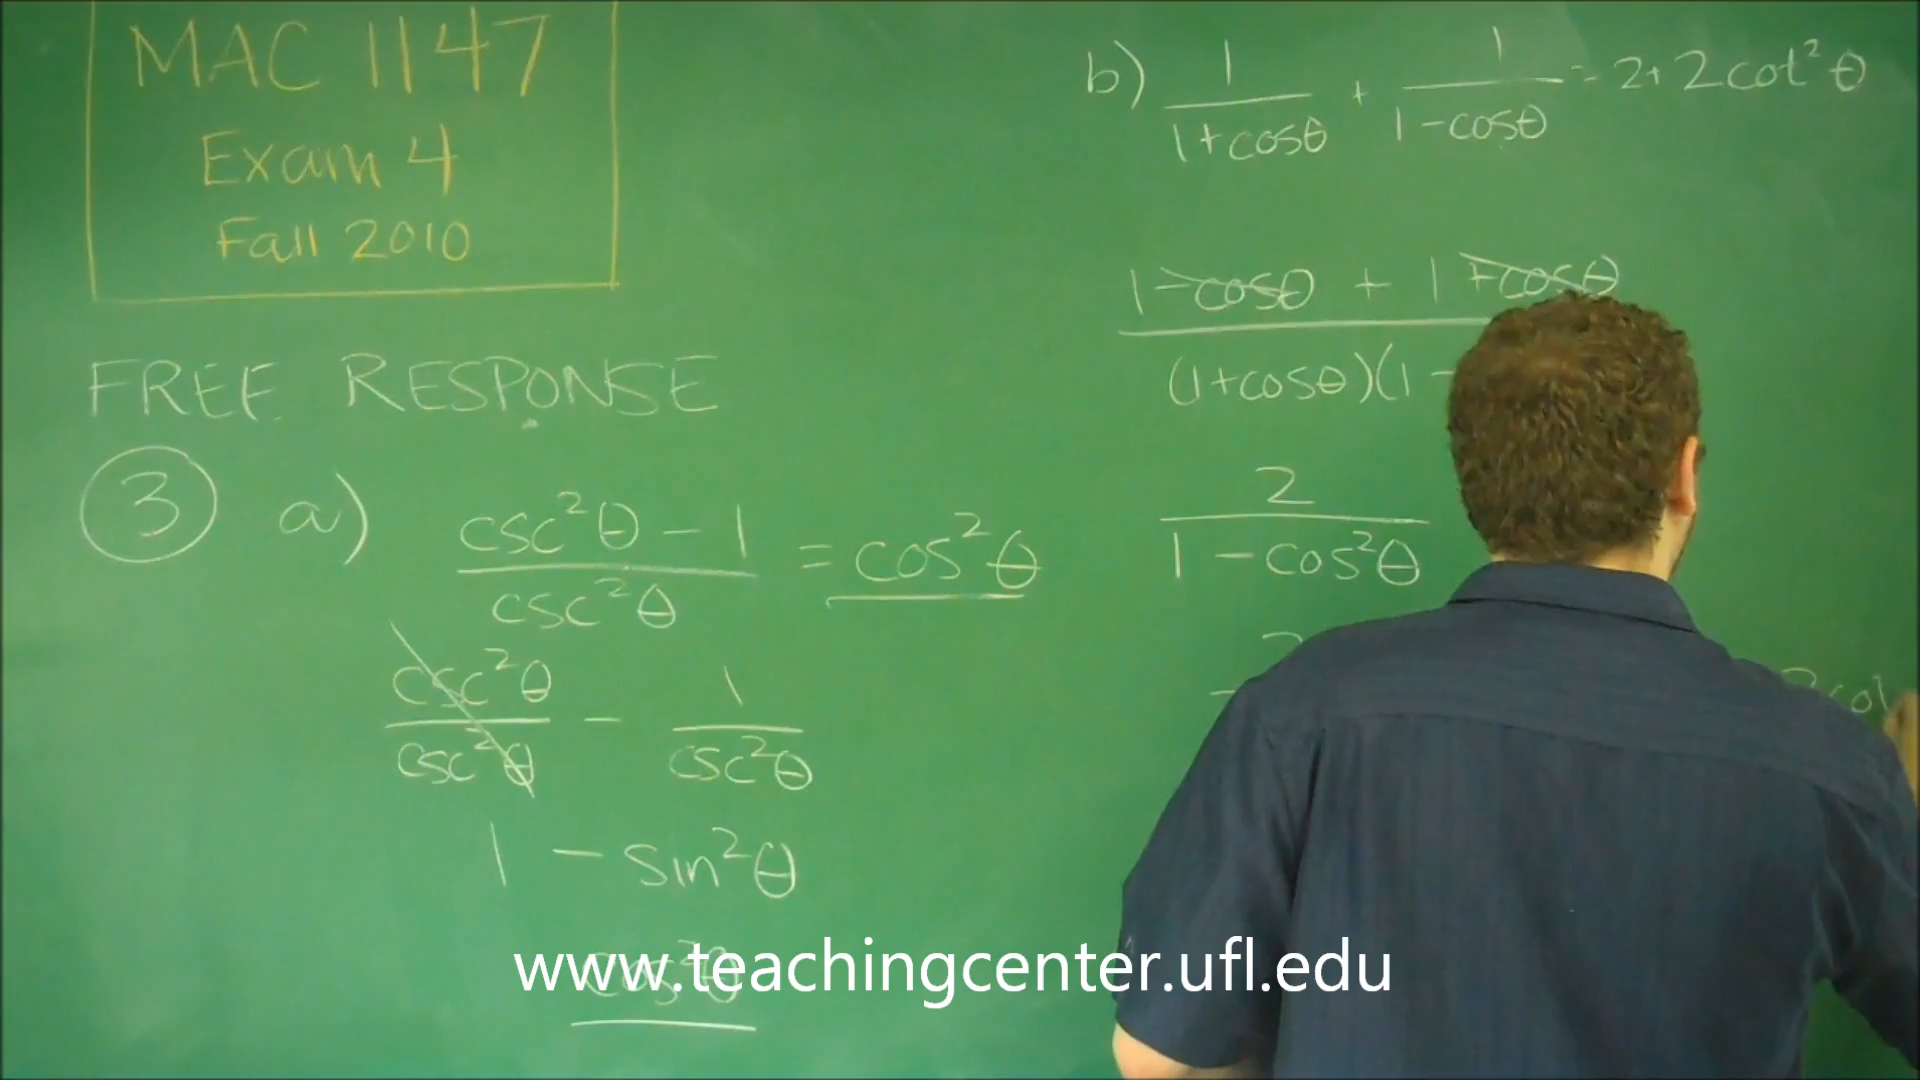 MAC 1147
Exam 4
Fall 2010
FREE RESPONSE
3 a) csc²θ - 1
= cos²θ
csc²θ
csc²θ - 1
csc²θ csc²θ
1 - sin²θ
cos²θ
b) 1 + 1 = 2 + 2cot²θ
1+cosθ 1-cosθ
1-cosθ + 1+cosθ
(1+cosθ)(1-
2
1-cos²θ
2cot
www.teachingcenter.ufl.edu